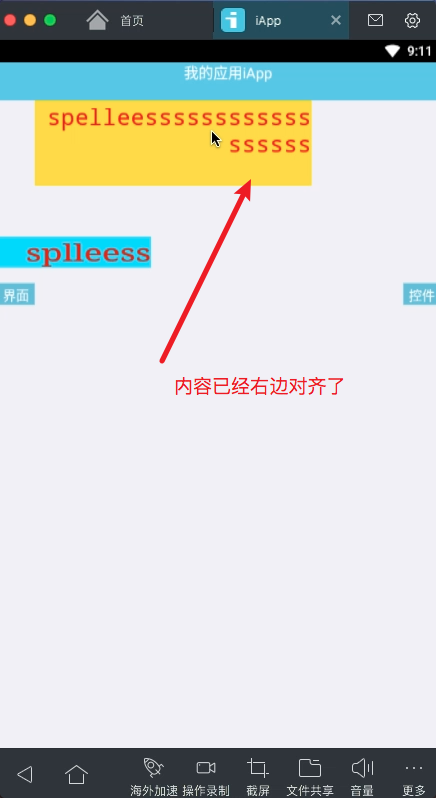 首页
iApp
9:11
我的应用iApp
spelleessssssssssss
ssssss
splleess
界面
控件
内容已经右边对齐了
海外加速 操作录制 截屏 文件共享 音量 更多